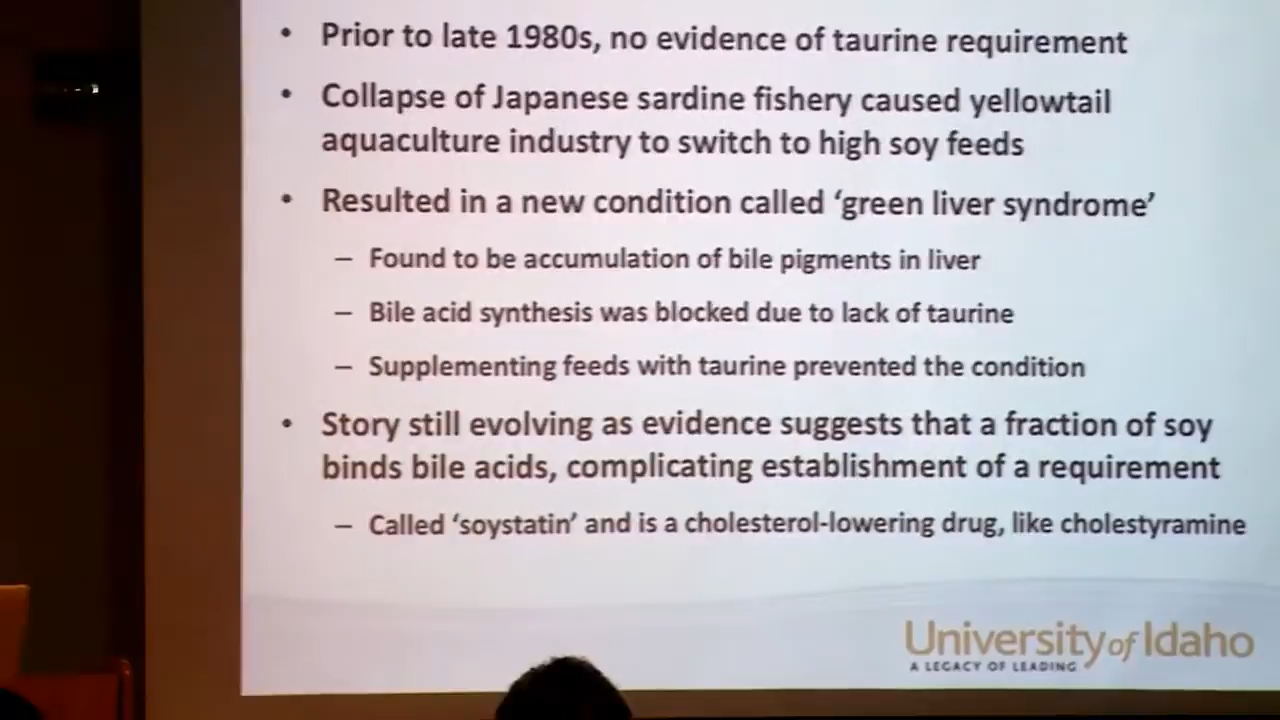 • Prior to late 1980s, no evidence of taurine requirement
• Collapse of Japanese sardine fishery caused yellowtail
aquaculture industry to switch to high soy feeds
• Resulted in a new condition called ‘green liver syndrome’
– Found to be accumulation of bile pigments in liver
– Bile acid synthesis was blocked due to lack of taurine
– Supplementing feeds with taurine prevented the condition
• Story still evolving as evidence suggests that a fraction of soy
binds bile acids, complicating establishment of a requirement
– Called ‘soystatin’ and is a cholesterol-lowering drug, like cholestyramine
University of Idaho
A LEGACY OF LEADING